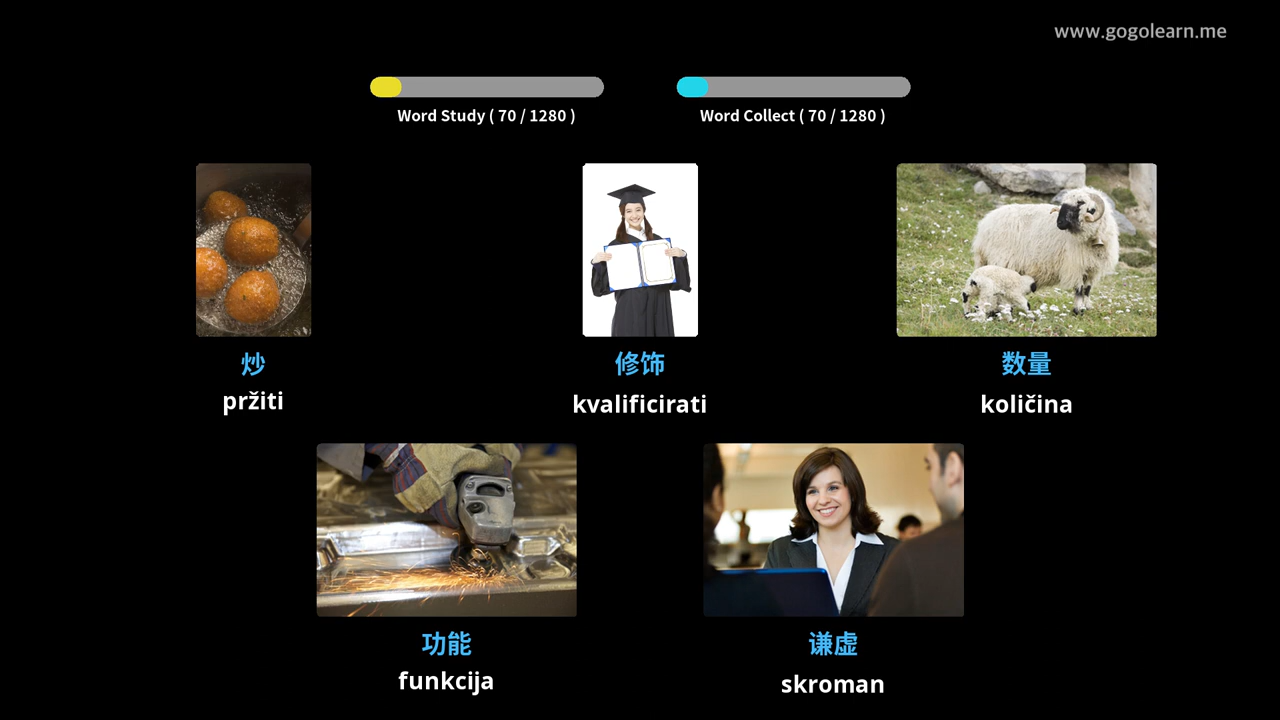 www.gogolearn.me
Word Study ( 70 / 1280 )
Word Collect ( 70 / 1280 )
炒
pržiti
修饰
kvalificirati
数量
količina
功能
funkcija
谦虚
skroman